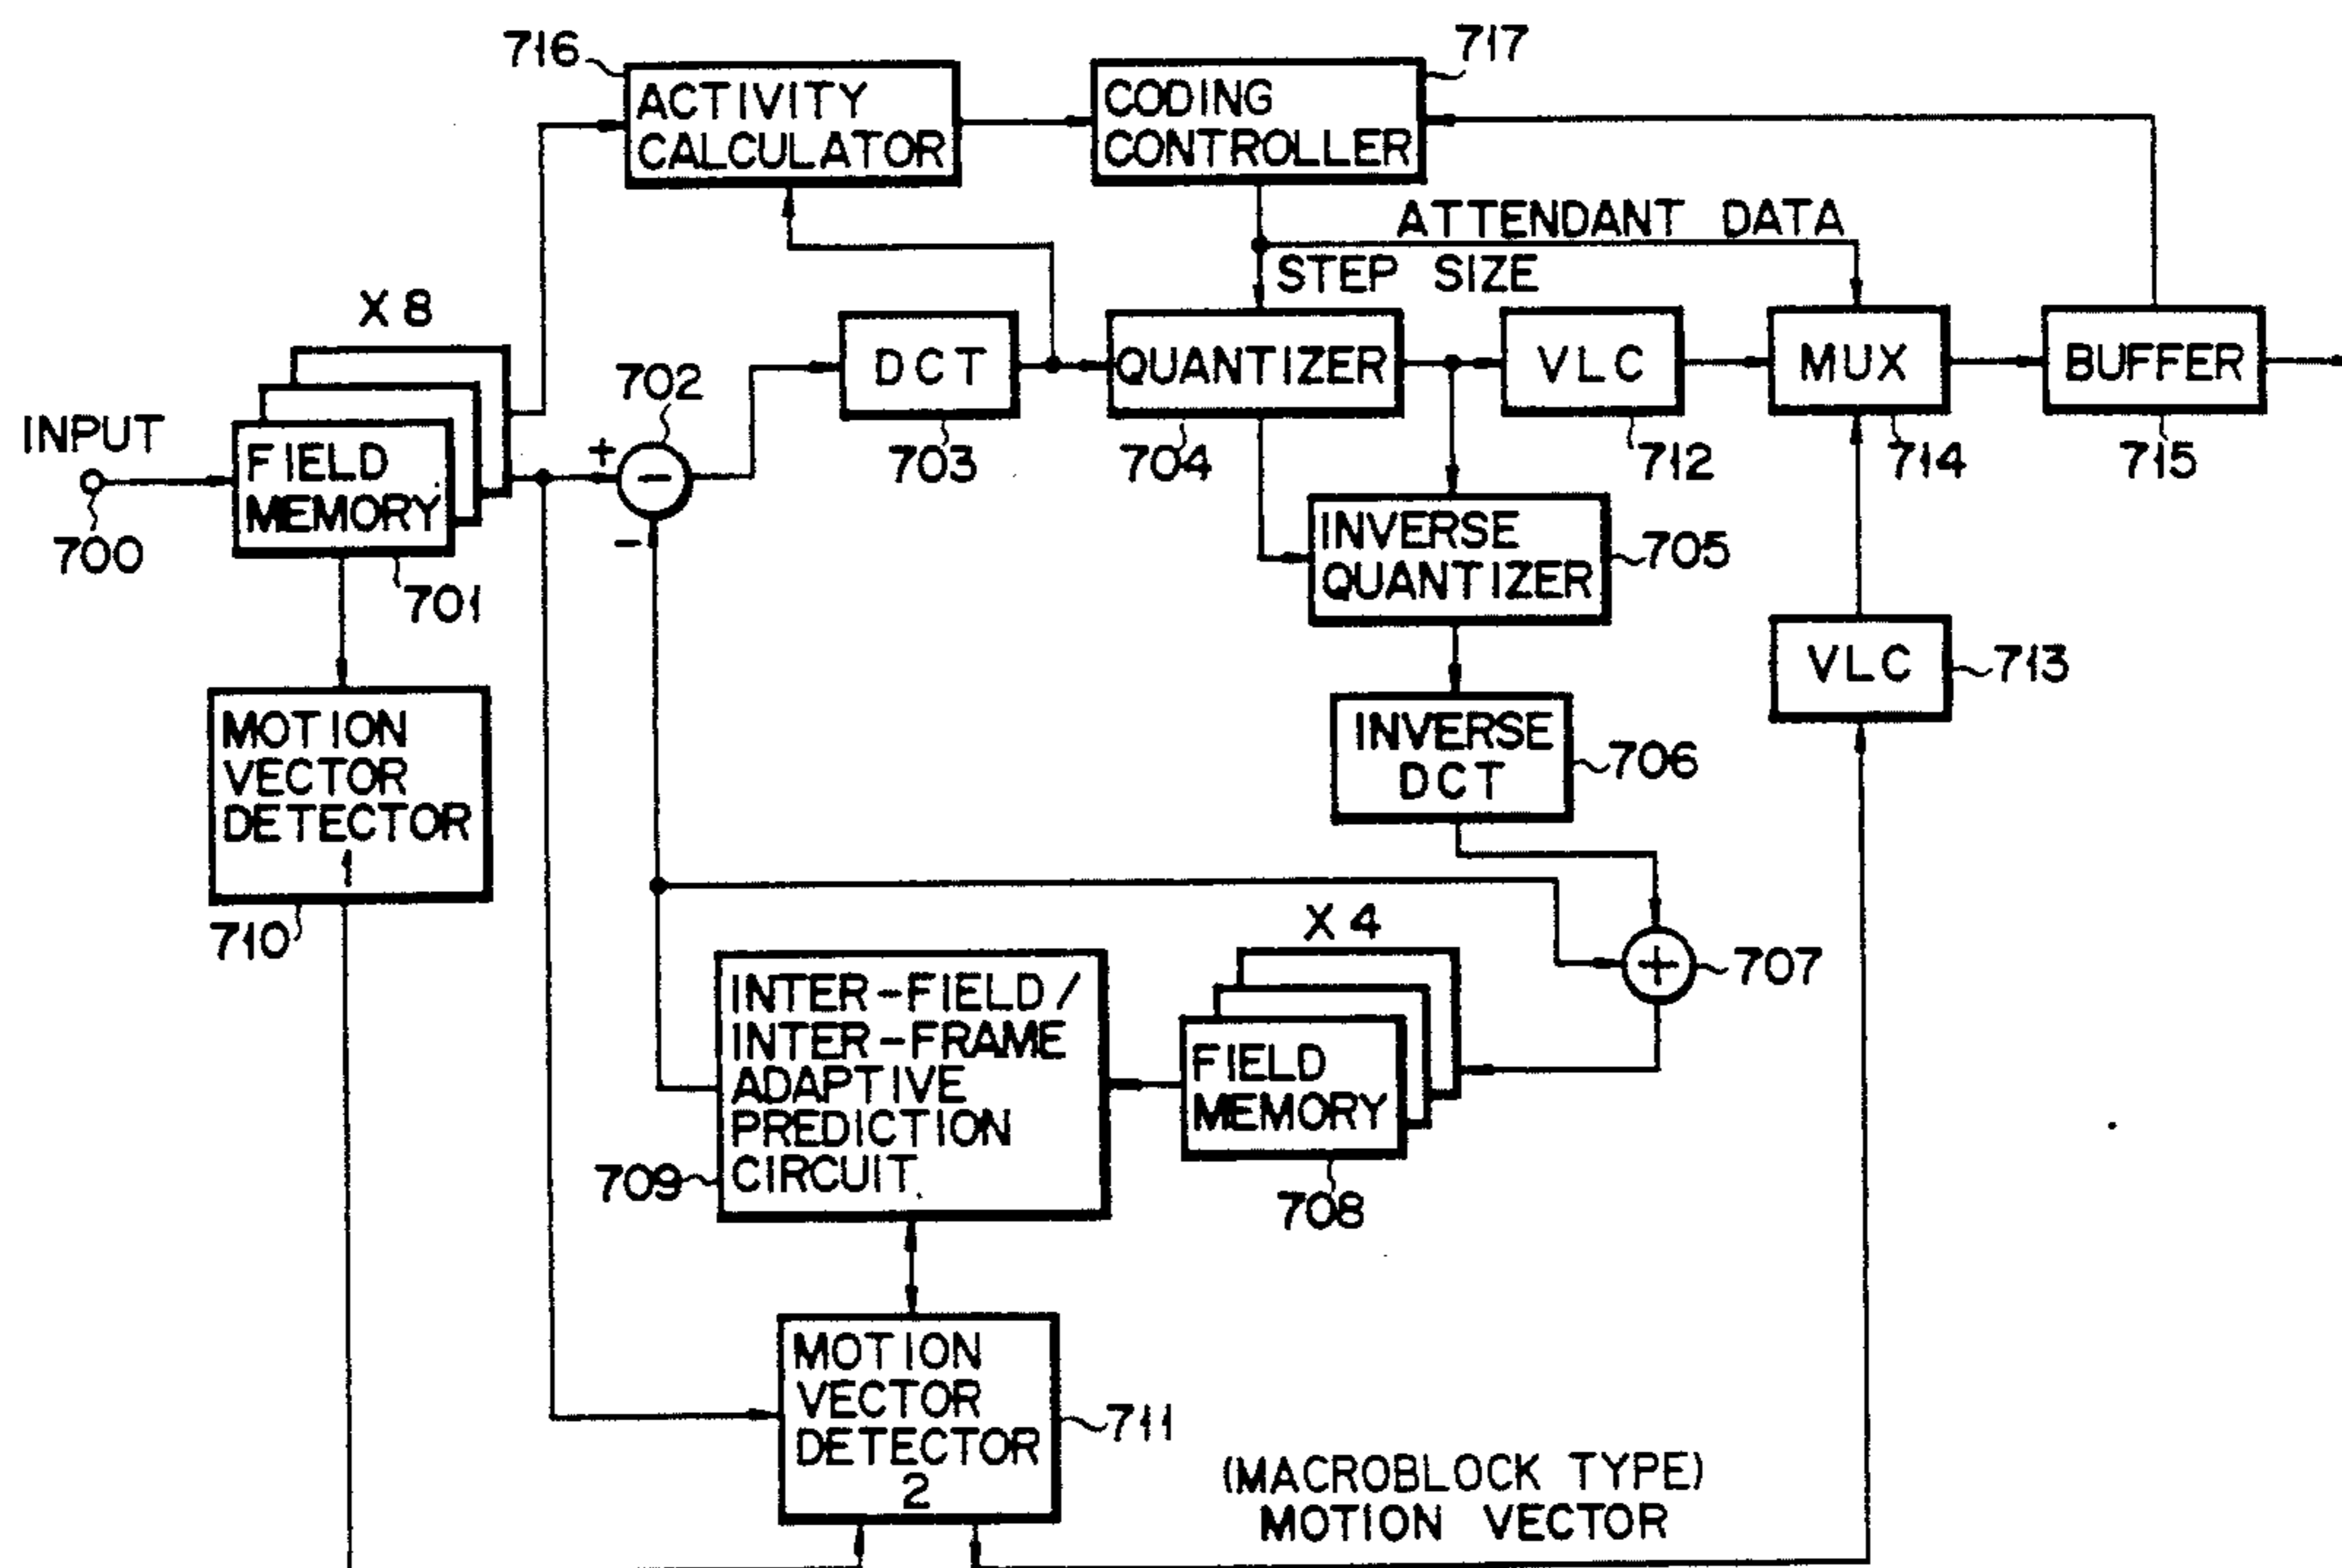 716
ACTIVITY
CALCULATOR
717
CODING
CONTROLLER
ATTENDANT DATA
STEP SIZE
X 8
INPUT
700
FIELD
MEMORY
701
702
+
−
-
DCT
703
QUANTIZER
704
VLC
712
MUX
714
BUFFER
715
INVERSE
QUANTIZER
705
INVERSE
DCT
706
VLC
713
MOTION
VECTOR
DETECTOR
1
710
+
707
X 4
FIELD
MEMORY
708
INTER-FIELD/
INTER-FRAME
ADAPTIVE
PREDICTION
CIRCUIT
709
MOTION
VECTOR
DETECTOR
2
711
(MACROBLOCK TYPE)
MOTION VECTOR